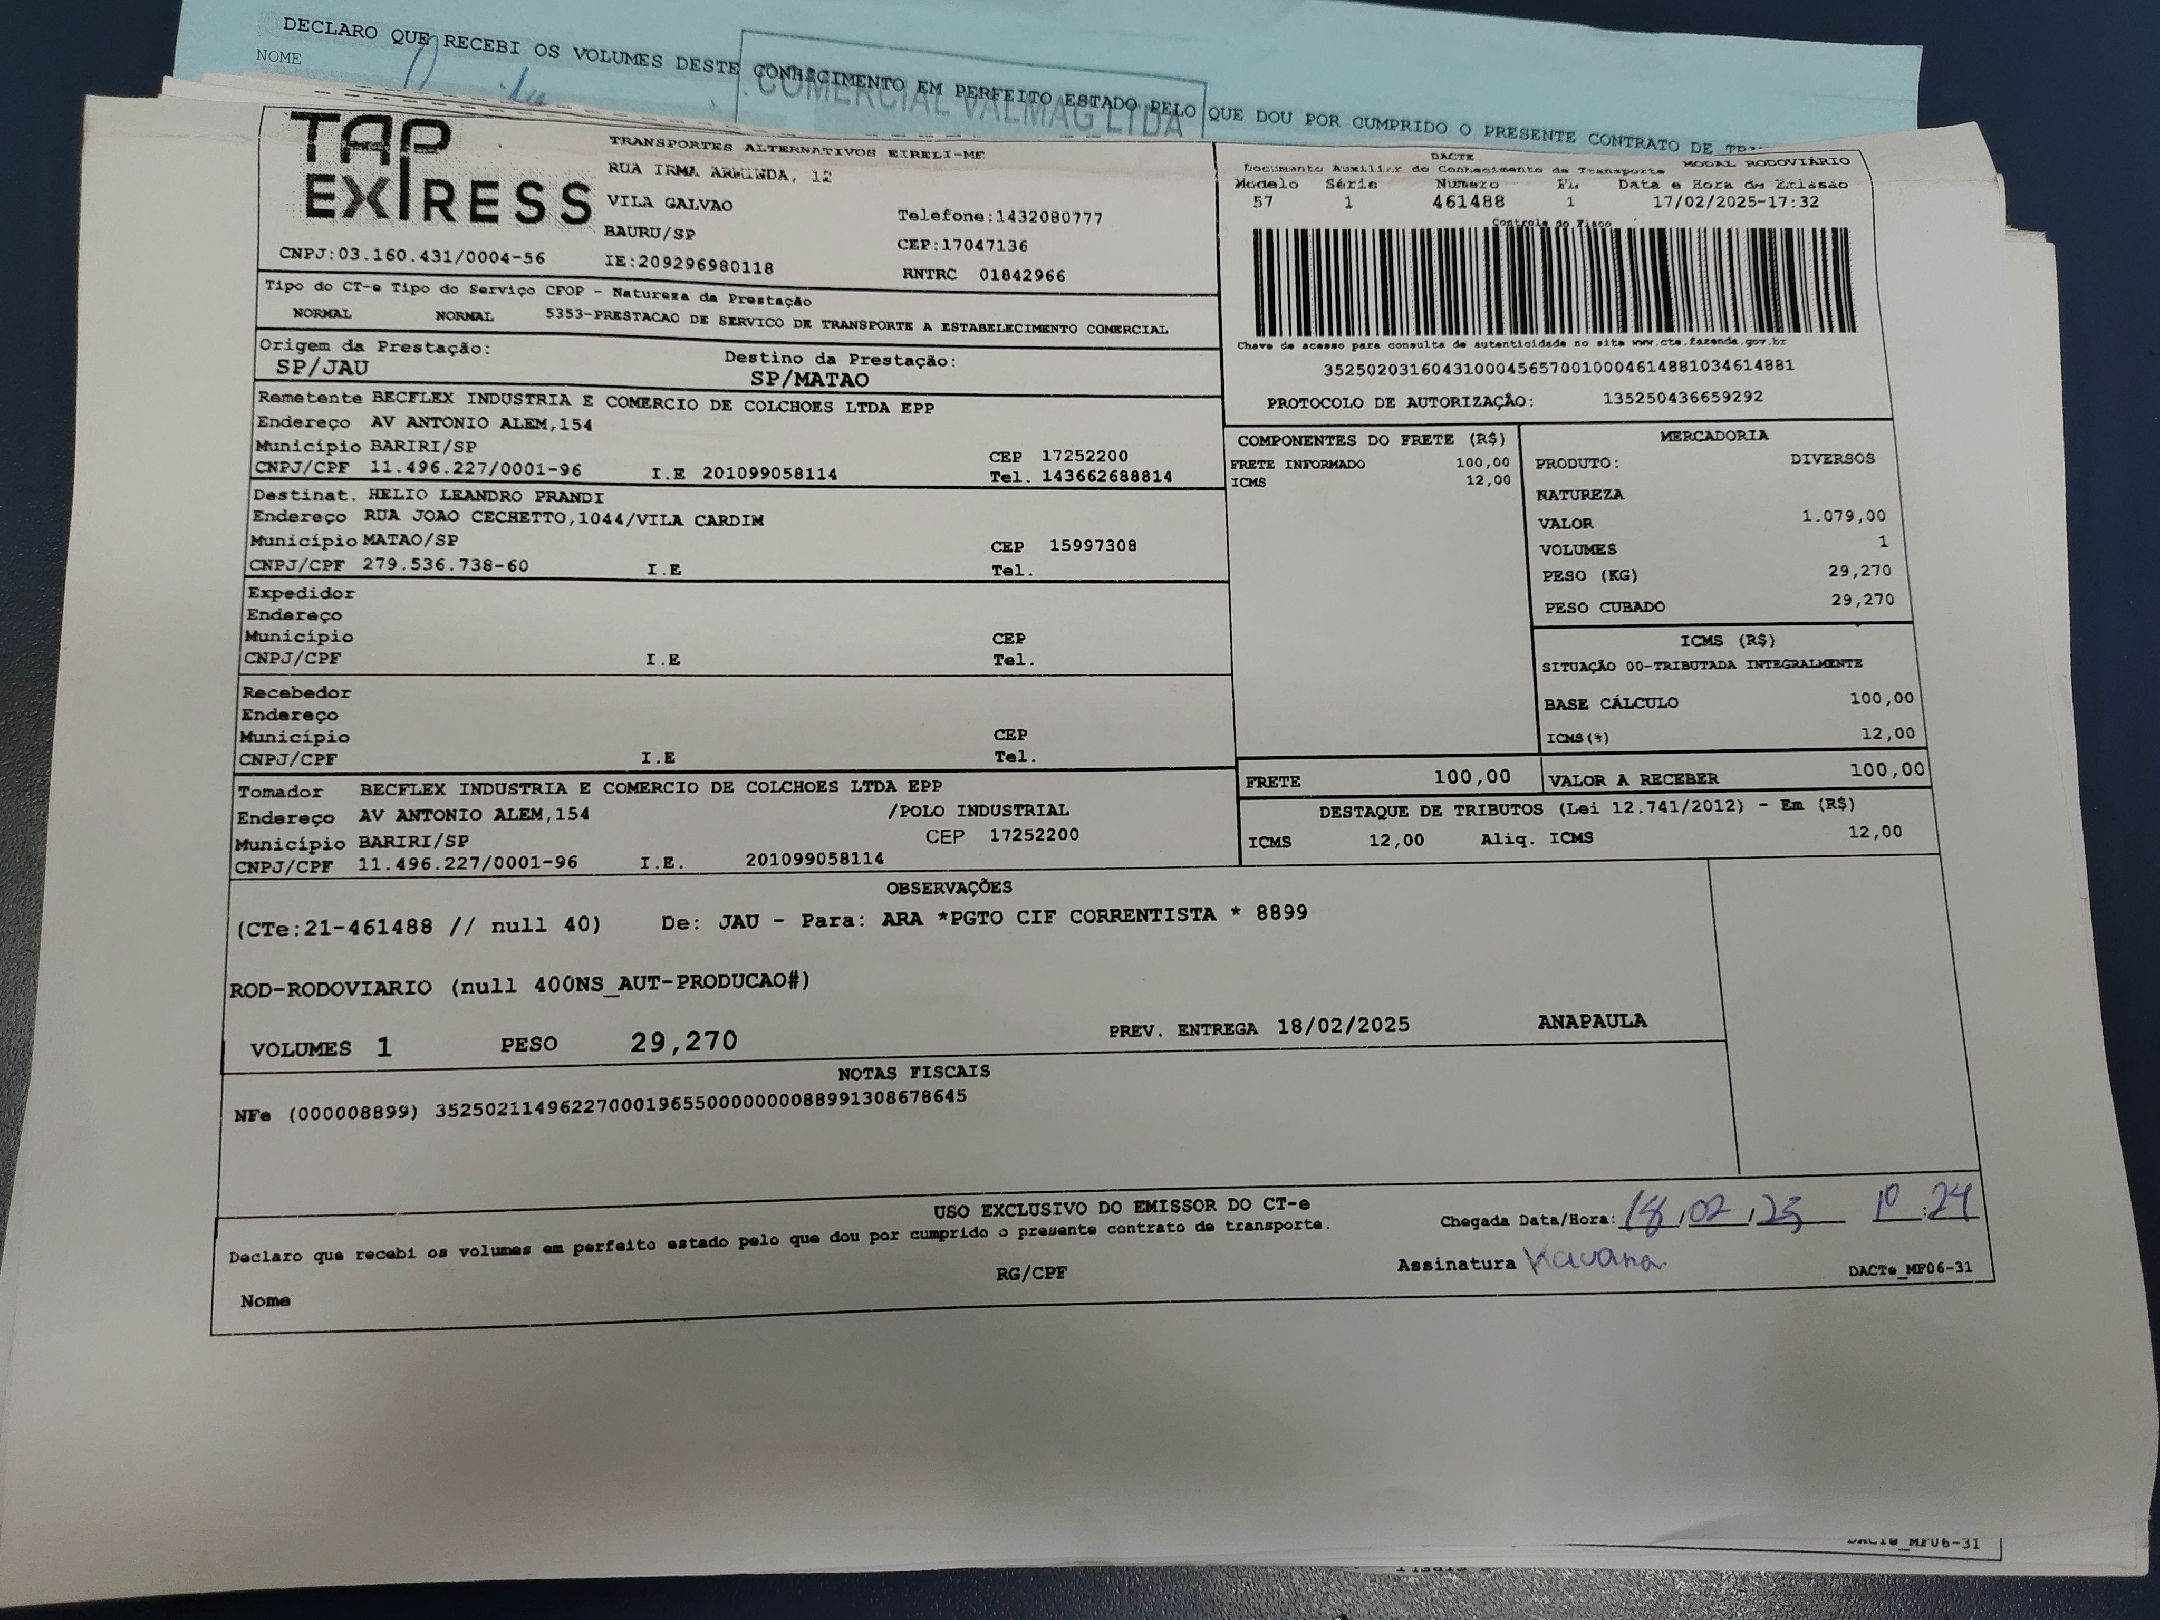 DECLARO QUE RECEBI OS VOLUMES DESTE CONHECIMENTO EM PERFEITO ESTADO PELO QUE DOU POR CUMPRIDO O PRESENTE CONTRATO DE
NOME
COMERCIAL VALMAG LTDA
TAP EXPRESS
CNPJ:03.160.431/0004-56
TRANSPORTES ALTERNATIVOS EIRELI-ME
RUA IRMA ARMINDA, 12
VILA GALVAO
BAURU/SP
IE:209296980118
Telefone:1432080777
CEP:17047136
RNTRC 01842966
DACTE
Documento Auxiliar do Conhecimento de Transporte
MODAL RODOVIÁRIO
Modelo Série Numero FL. Data e Hora de Emissão
57 1 461488 1 17/02/2025-17:32
Controle do Fisco
Chave de acesso para consulta de autenticidade no site www.cte.fazenda.gov.br
35250203160431000456570010004614881034614881
PROTOCOLO DE AUTORIZAÇÃO: 135250436659292
Tipo do CT-e Tipo do Serviço CFOP - Natureza da Prestação
NORMAL NORMAL 5353-PRESTACAO DE SERVICO DE TRANSPORTE A ESTABELECIMENTO COMERCIAL
Origem da Prestação: Destino da Prestação:
SP/JAU SP/MATAO
Remetente BECFLEX INDUSTRIA E COMERCIO DE COLCHOES LTDA EPP
Endereço AV ANTONIO ALEM,154
Município BARIRI/SP CEP 17252200
CNPJ/CPF 11.496.227/0001-96 I.E 201099058114 Tel. 143662688814
Destinat. HELIO LEANDRO PRANDI
Endereço RUA JOAO CECHETTO,1044/VILA CARDIM
Município MATAO/SP CEP 15997308
CNPJ/CPF 279.536.738-60 I.E Tel.
Expedidor
Endereço
Município CEP
CNPJ/CPF I.E Tel.
Recebedor
Endereço
Município CEP
CNPJ/CPF I.E Tel.
Tomador BECFLEX INDUSTRIA E COMERCIO DE COLCHOES LTDA EPP
Endereço AV ANTONIO ALEM,154 /POLO INDUSTRIAL
Município BARIRI/SP CEP 17252200
CNPJ/CPF 11.496.227/0001-96 I.E. 201099058114
COMPONENTES DO FRETE (R$)
FRETE INFORMADO 100,00
ICMS 12,00
MERCADORIA
PRODUTO: DIVERSOS
NATUREZA
VALOR 1.079,00
VOLUMES 1
PESO (KG) 29,270
PESO CUBADO 29,270
ICMS (R$)
SITUAÇÃO 00-TRIBUTADA INTEGRALMENTE
BASE CÁLCULO 100,00
ICMS(%) 12,00
FRETE 100,00 VALOR A RECEBER 100,00
DESTAQUE DE TRIBUTOS (Lei 12.741/2012) - Em (R$)
ICMS 12,00 Aliq. ICMS 12,00
OBSERVAÇÕES
(CTe:21-461488 // null 40) De: JAU - Para: ARA *PGTO CIF CORRENTISTA * 8899
ROD-RODOVIARIO (null 400NS_AUT-PRODUCAO#)
VOLUMES 1 PESO 29,270 PREV. ENTREGA 18/02/2025 ANAPAULA
NOTAS FISCAIS
NFe (000008899) 35250211496227000196550000000088991308678645
USO EXCLUSIVO DO EMISSOR DO CT-e
Declaro que recebi os volumes em perfeito estado pelo que dou por cumprido o presente contrato de transporte.
Chegada Data/Hora: 18/02/25 10:24
Nome RG/CPF Assinatura
DACTe_MF06-31
DACTe_MF06-31